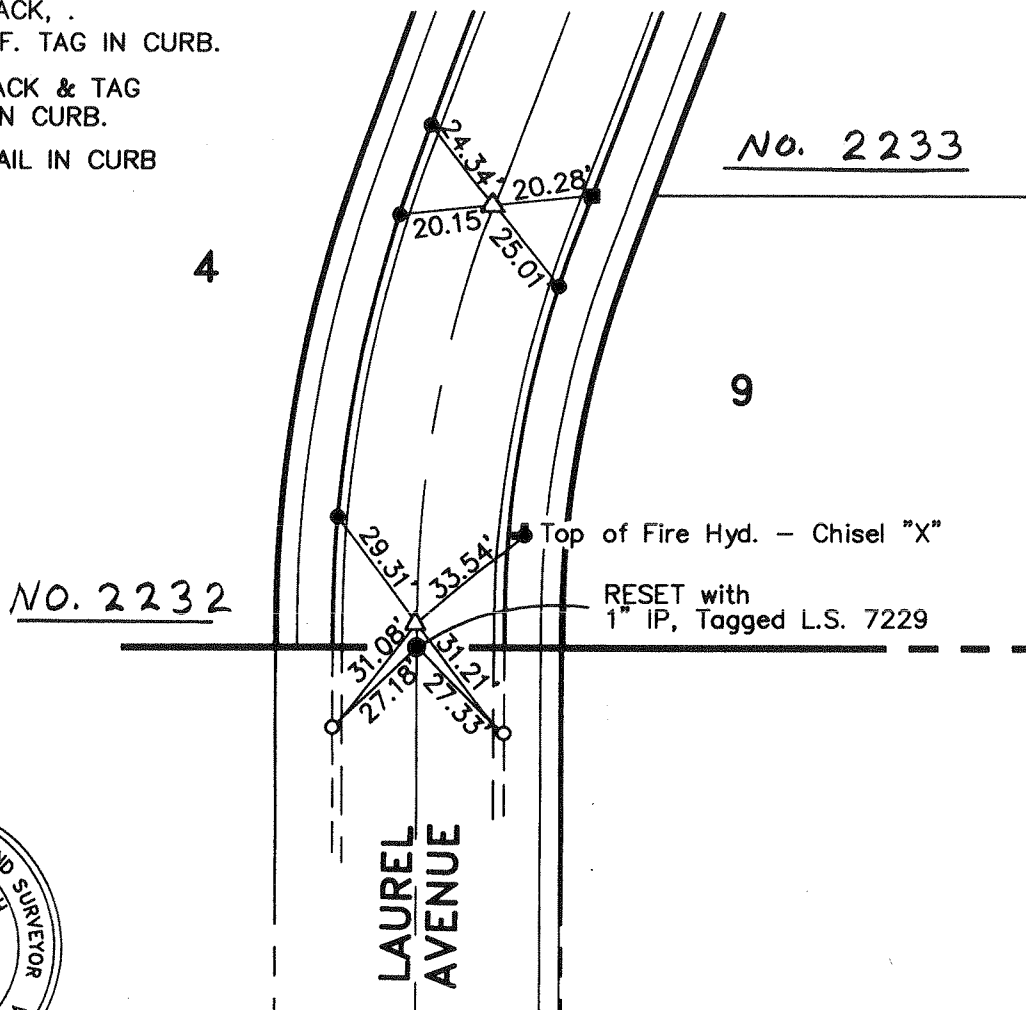 ACK, .
F. TAG IN CURB.
ACK & TAG
N CURB.
AIL IN CURB
No. 2233
24.34'
20.28'
20.15'
25.01'
4
9
29.31'
33.54'
Top of Fire Hyd. – Chisel "X"
NO. 2232
RESET with
1" IP, Tagged L.S. 7229
31.08'
31.21'
27.18'
27.33'
LAUREL
AVENUE
ND SURVEYOR